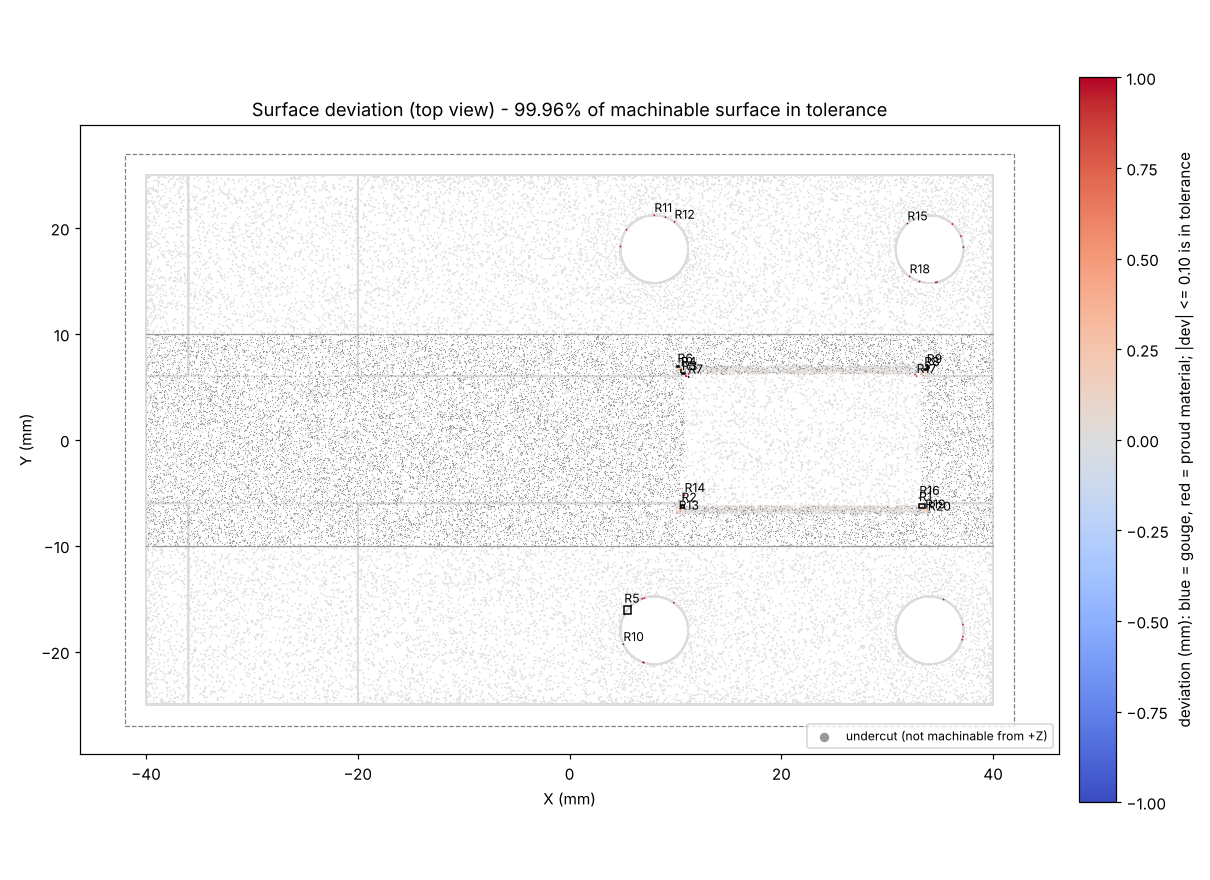 Surface deviation (top view) - 99.96% of machinable surface in tolerance
1.00
0.75
0.50
0.25
0.00
−0.25
−0.50
−0.75
−1.00
deviation (mm): blue = gouge, red = proud material; |dev| <= 0.10 is in tolerance
20
10
0
−10
−20
Y (mm)
R11
R12
R15
R18
R6
R7
R9
R14
R2
R13
R16
R20
R5
R10
undercut (not machinable from +Z)
−40
−20
0
20
40
X (mm)